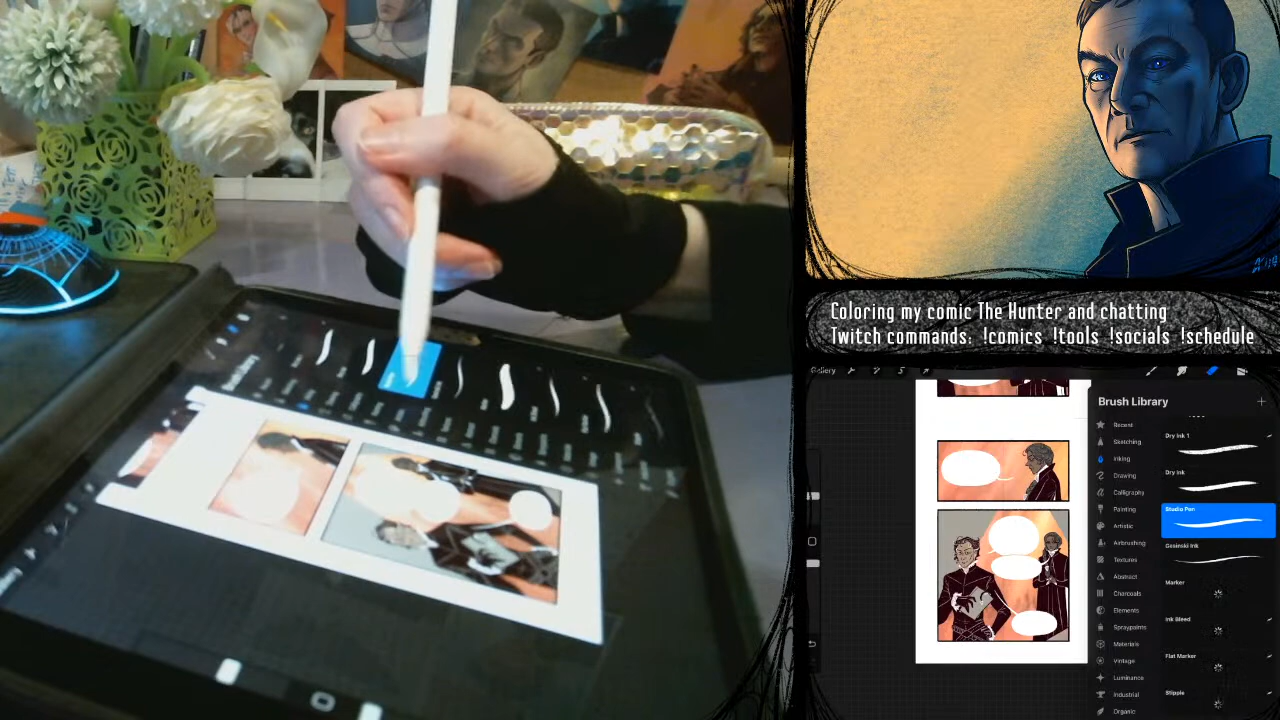 Coloring my comic The Hunter and chatting
Twitch commands. !comics !tools !socials !schedule
Gallery
Brush Library
Recent
Sketching
Inking
Drawing
Calligraphy
Painting
Artistic
Airbrushing
Textures
Abstract
Charcoals
Elements
Spraypaints
Materials
Vintage
Luminance
Industrial
Organic
Dry Ink 1
Dry Ink
Studio Pen
Gesinski Ink
Marker
Ink Bleed
Flat Marker
Stipple